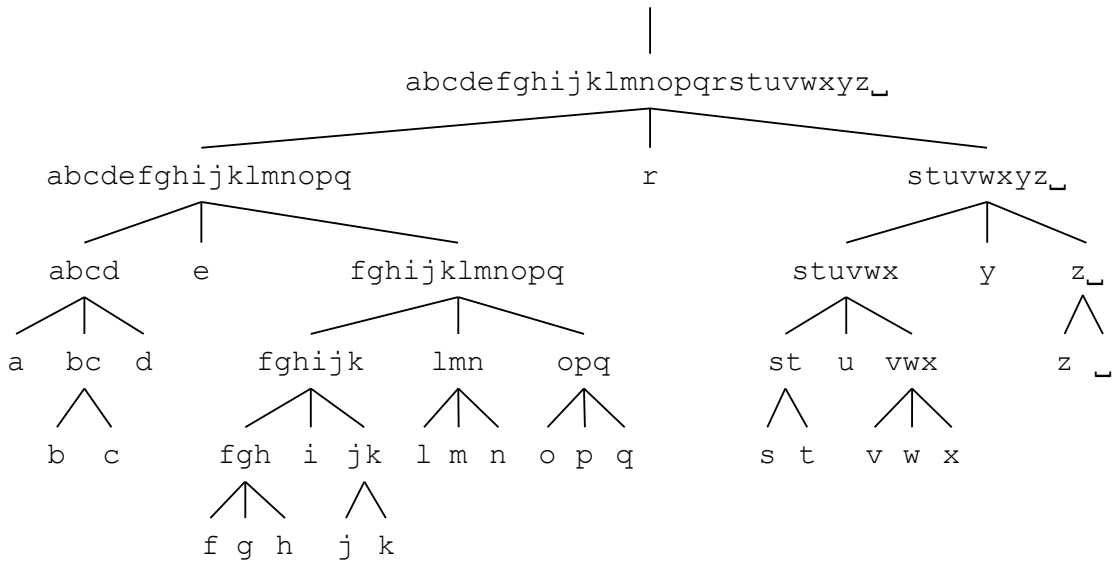 abcdefghijklmnopqrstuvwxyz␣
abcdefghijklmnopq r stuvwxyz␣
abcd e fghijklmnopq stuvwx y z␣
a bc d fghijk lmn opq st u vwx z ␣
b c fgh i jk l m n o p q s t v w x
f g h j k